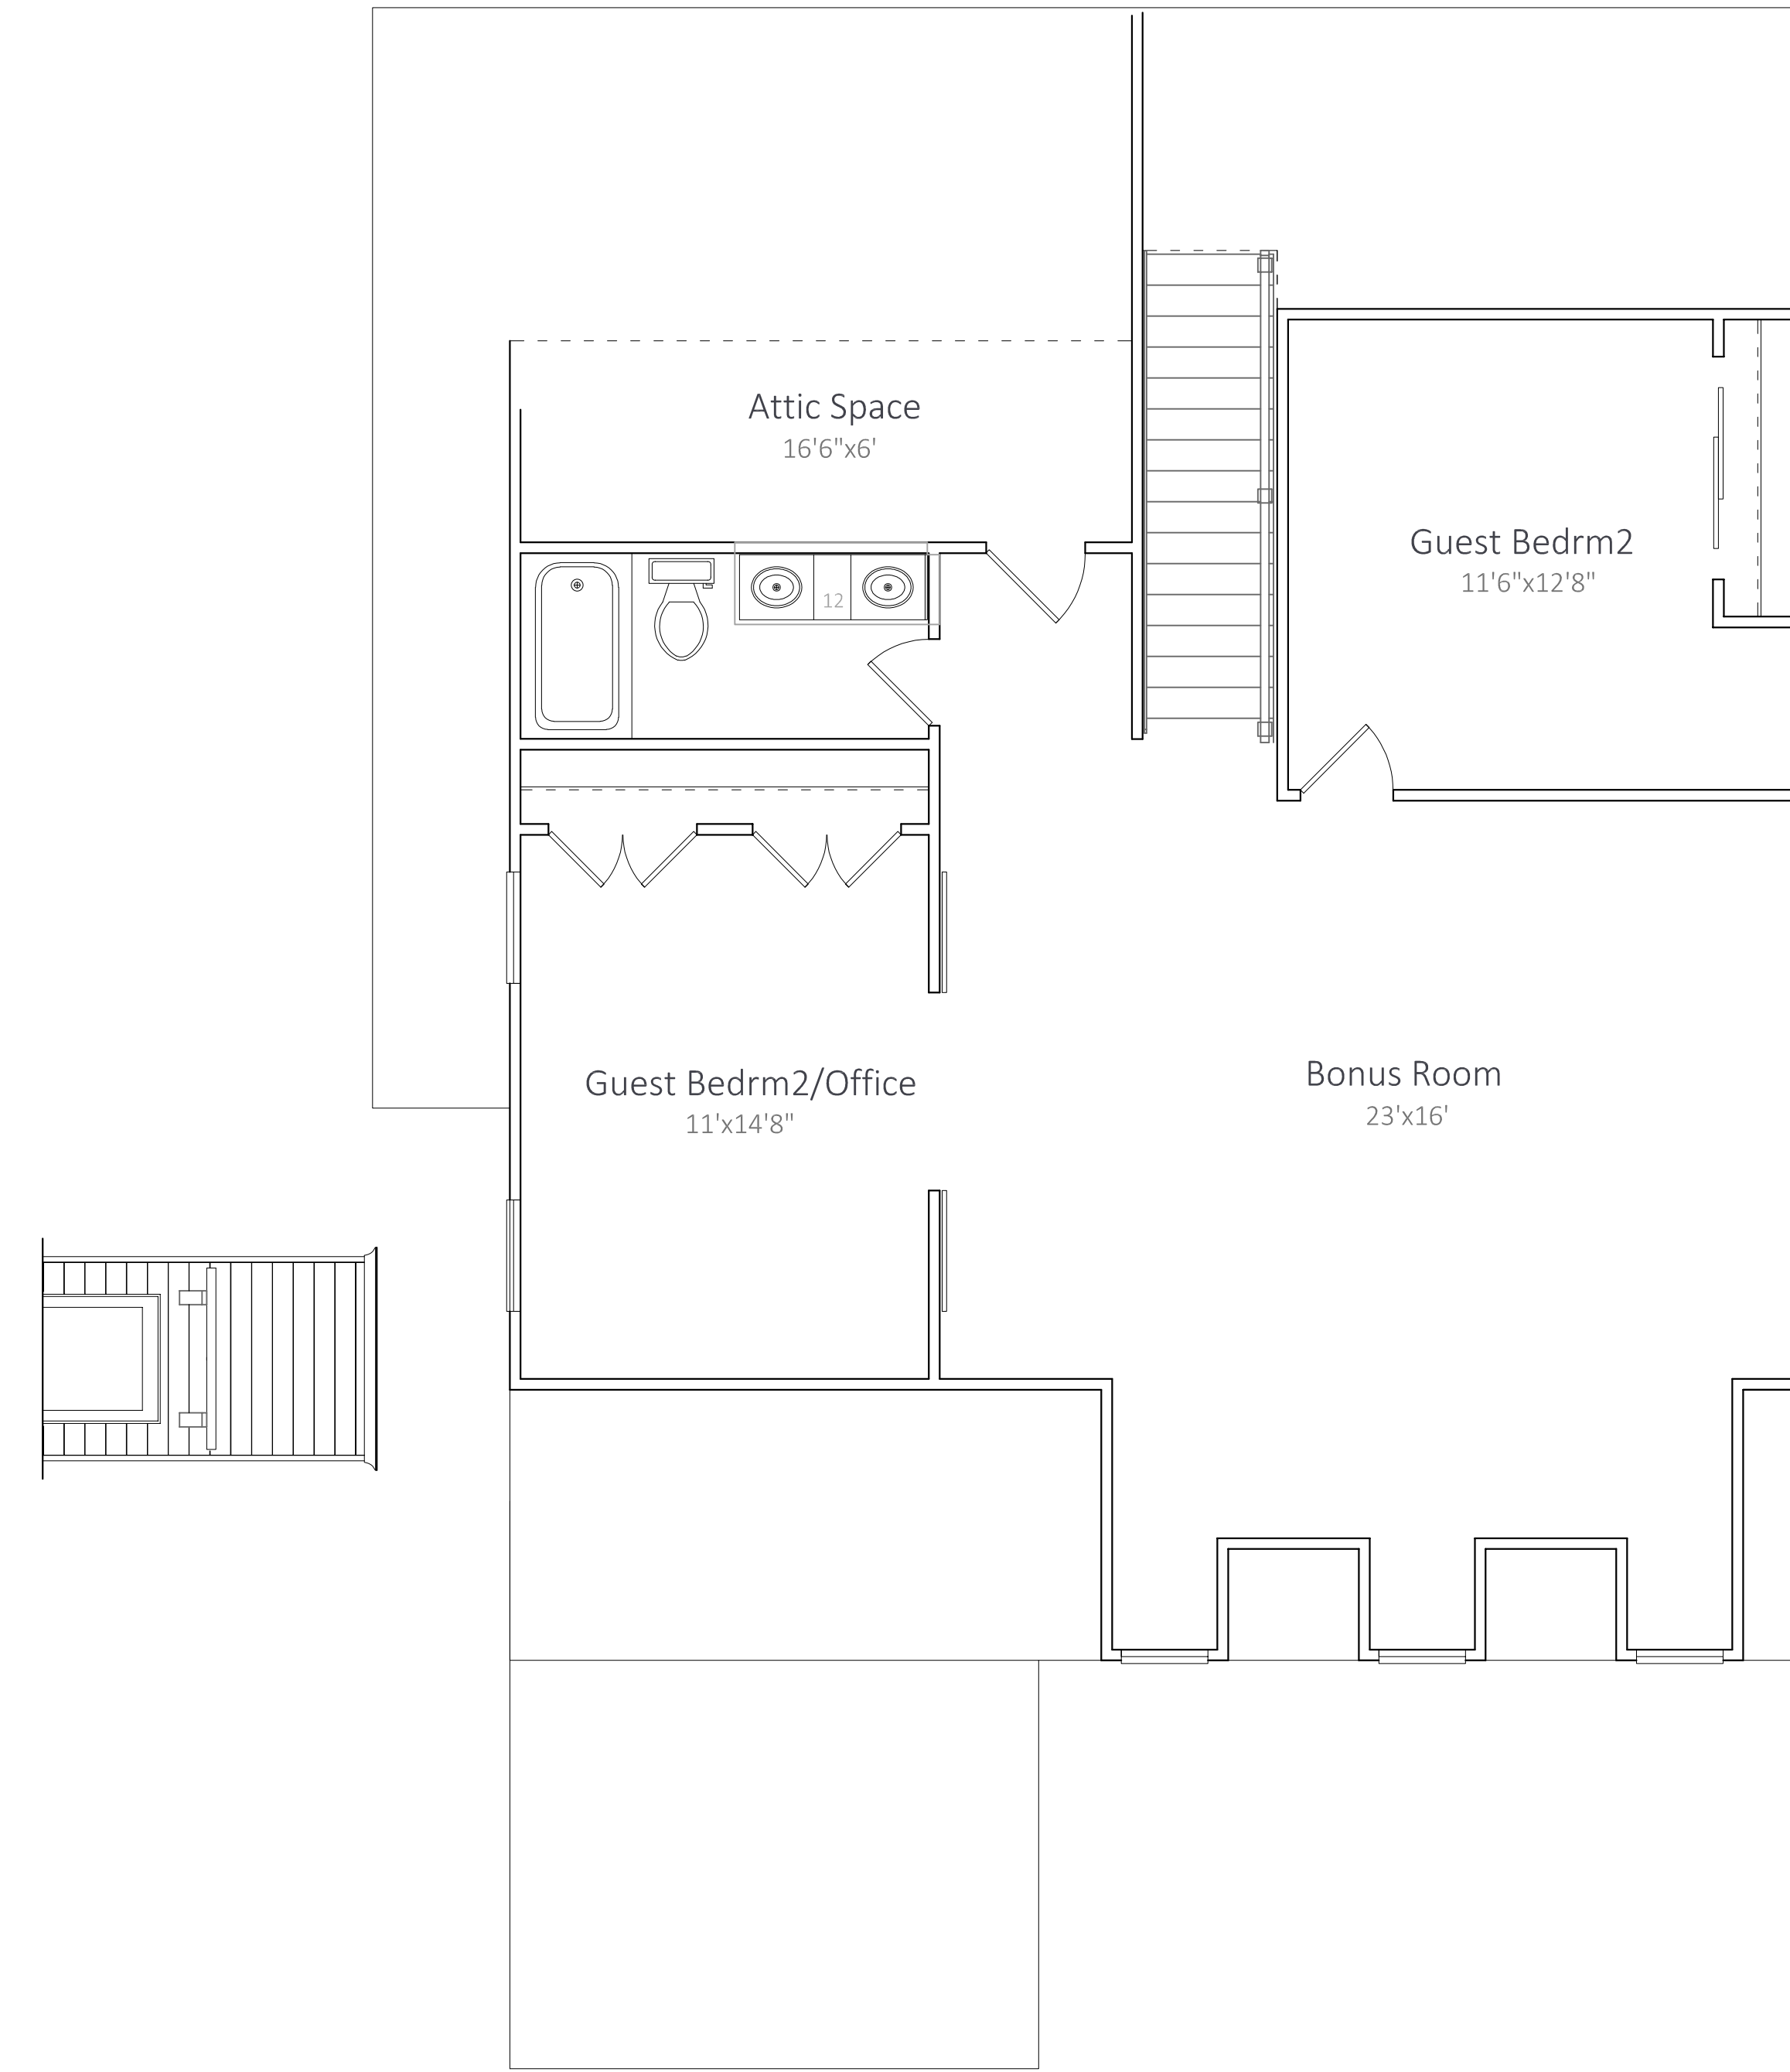 Attic Space
16'6"x6'
Guest Bedrm2
11'6"x12'8"
12
Guest Bedrm2/Office
11'x14'8"
Bonus Room
23'x16'